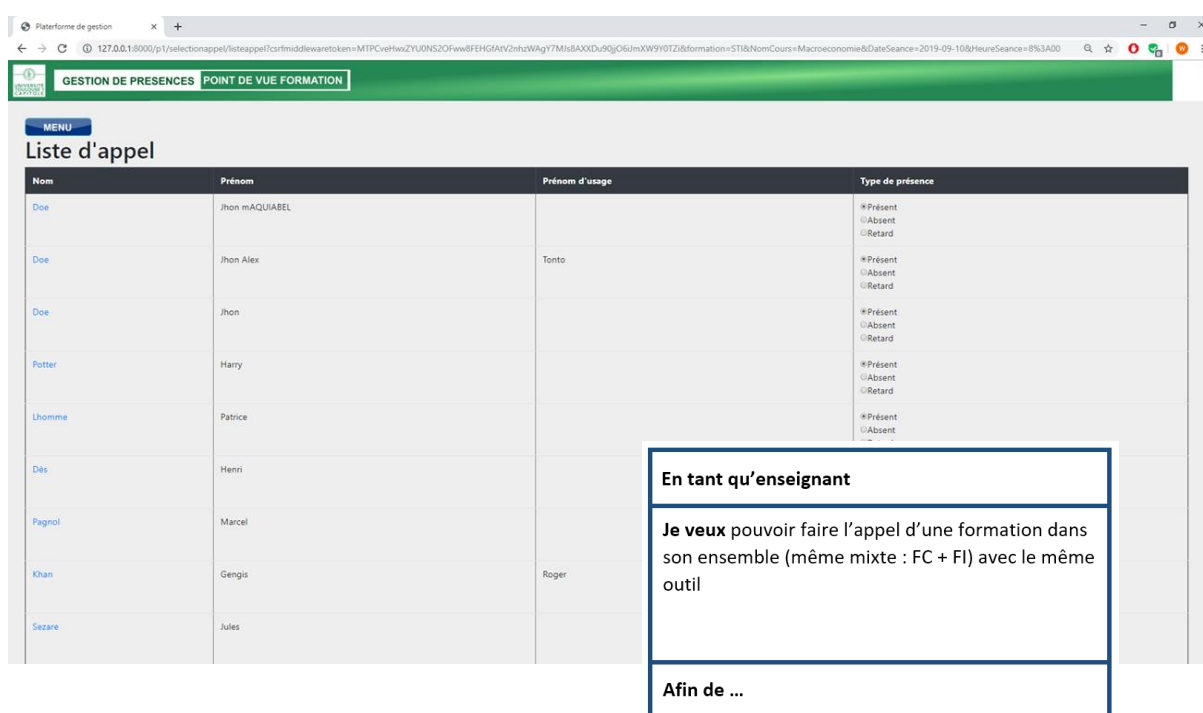 Plateforme de gestion
127.0.0.1:8000/p1/selectionappel/listeappel?csrfmiddlewaretoken=MTPCveHwxZYU0NS2OFww8FEHGfAtV2nhzWAgY7MJs8AXXDu90jjO6iJmXW9Y0TZi&formation=STI&NomCours=Macroeconomie&DateSeance=2019-09-10&HeureSeance=8%3A00
UNIVERSITÉ TOULOUSE 1 CAPITOLE
GESTION DE PRESENCES POINT DE VUE FORMATION
MENU
Liste d'appel
Nom Prénom Prénom d'usage Type de présence
Doe Jhon mAQUIABEL Présent
Absent
Retard
Doe Jhon Alex Tonto Présent
Absent
Retard
Doe Jhon Présent
Absent
Retard
Potter Harry Présent
Absent
Retard
Lhomme Patrice Présent
Absent
Dés Henri
Pagnol Marcel
Khan Gengis Roger
Sezare Jules
En tant qu'enseignant
Je veux pouvoir faire l'appel d'une formation dans
son ensemble (même mixte : FC + FI) avec le même
outil
Afin de ...